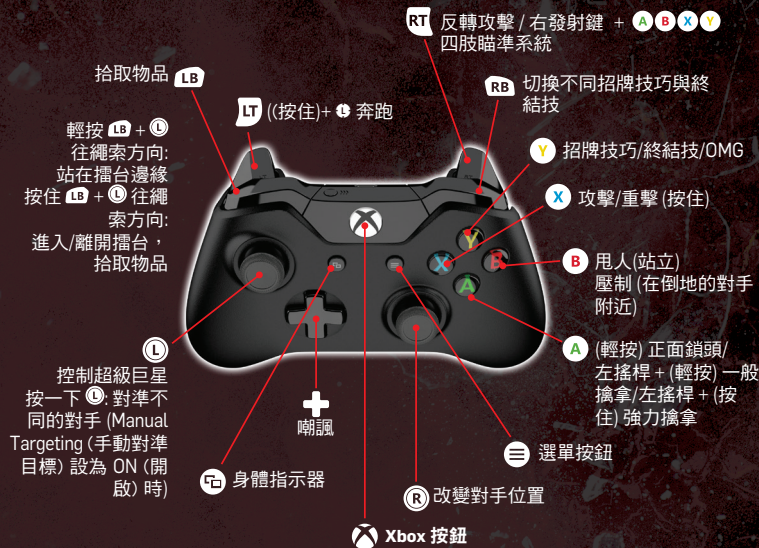 RT 反轉攻擊 / 右發射鍵 + A B X Y
四肢瞄準系統
拾取物品 LB
RB 切換不同招牌技巧與終
結技
LT ((按住)+ L 奔跑
輕按 LB + L
往繩索方向:
站在擂台邊緣
按住 LB + L 往繩
索方向:
進入/離開擂台，
拾取物品
Y 招牌技巧/終結技/OMG
X 攻擊/重擊 (按住)
B 甩人(站立)
壓制 (在倒地的對手
附近)
A (輕按) 正面鎖頭/
左搖桿 + (輕按) 一般
擒拿/左搖桿 + (按
住) 強力擒拿
Y
X
B
A
L
控制超級巨星
按一下 L: 對準不
同的對手 (Manual
Targeting (手動對準
目標) 設為 ON (開
啟) 時)
嘲諷
選單按鈕
身體指示器
R 改變對手位置
Xbox 按鈕